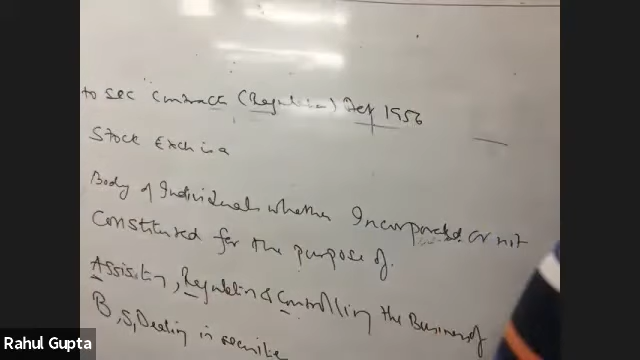 to sec contract (Regulation) Act 1956
Stock Exch is a
Body of Individuals whether Incorporated or not
Constituted for the purpose of.
Assisting, Regulating & Controlling the Business of
B, S, Dealing in securities
Rahul Gupta